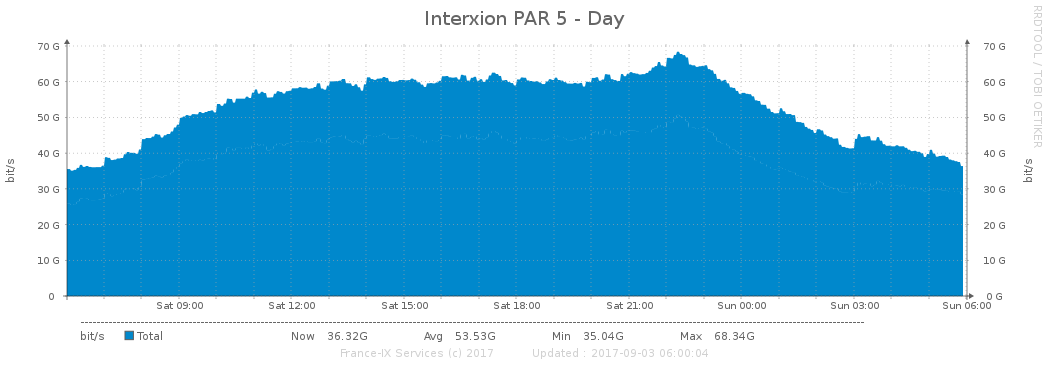 Interxion PAR 5 - Day
RRDTOOL / TOBI OETIKER
70 G 70 G
60 G 60 G
50 G 50 G
40 G 40 G
30 G 30 G
20 G 20 G
10 G 10 G
0 0 G
bit/s
bit/s
Sat 09:00 Sat 12:00 Sat 15:00 Sat 18:00 Sat 21:00 Sun 00:00 Sun 03:00 Sun 06:00
bit/s Total Now 36.32G Avg 53.53G Min 35.04G Max 68.34G
France-IX Services (c) 2017 Updated : 2017-09-03 06:00:04